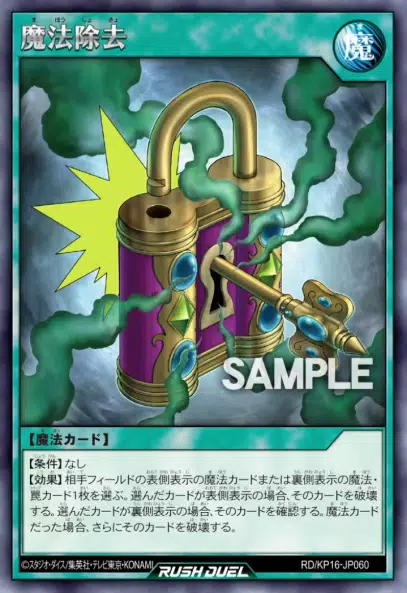 魔法除去
魔
SAMPLE
【魔法カード】
【条件】なし
【効果】相手フィールドの表側表示の魔法カードまたは裏側表示の魔法・
罠カード1枚を選ぶ。選んだカードが表側表示の場合、そのカードを破壊
する。選んだカードが裏側表示の場合、そのカードを確認する。魔法カード
だった場合、さらにそのカードを破壊する。
©スタジオ・ダイス/集英社・テレビ東京・KONAMI
RUSH DUEL
RD/KP16-JP060